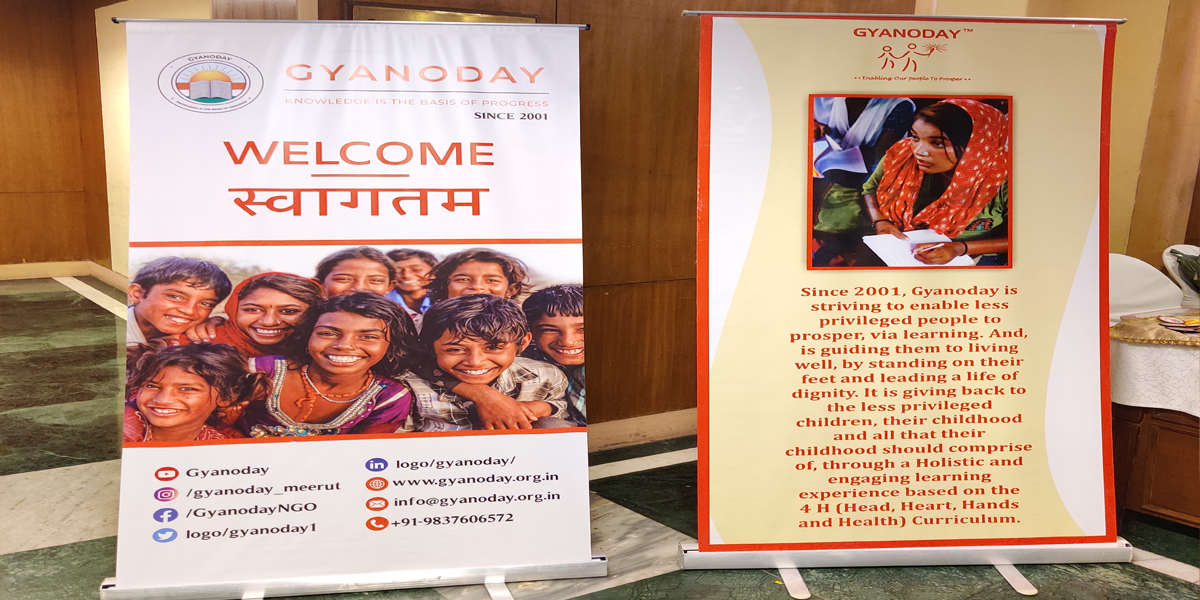 GYANODAY
GYANODAY
KNOWLEDGE IS THE BASIS OF PROGRESS
SINCE 2001
WELCOME
स्वागतम
Gyanoday
/gyanoday_meerut
/GyanodayNGO
logo/gyanoday1
in logo/gyanoday/
www.gyanoday.org.in
info@gyanoday.org.in
+91-9837606572
GYANODAY™
•• Enabling Our people To Prosper ••
Since 2001, Gyanoday is
striving to enable less
privileged people to
prosper, via learning. And,
is guiding them to living
well, by standing on their
feet and leading a life of
dignity. It is giving back to
the less privileged
children, their childhood
and all that their
childhood should comprise
of, through a Holistic and
engaging learning
experience based on the
4 H (Head, Heart, Hands
and Health) Curriculum.